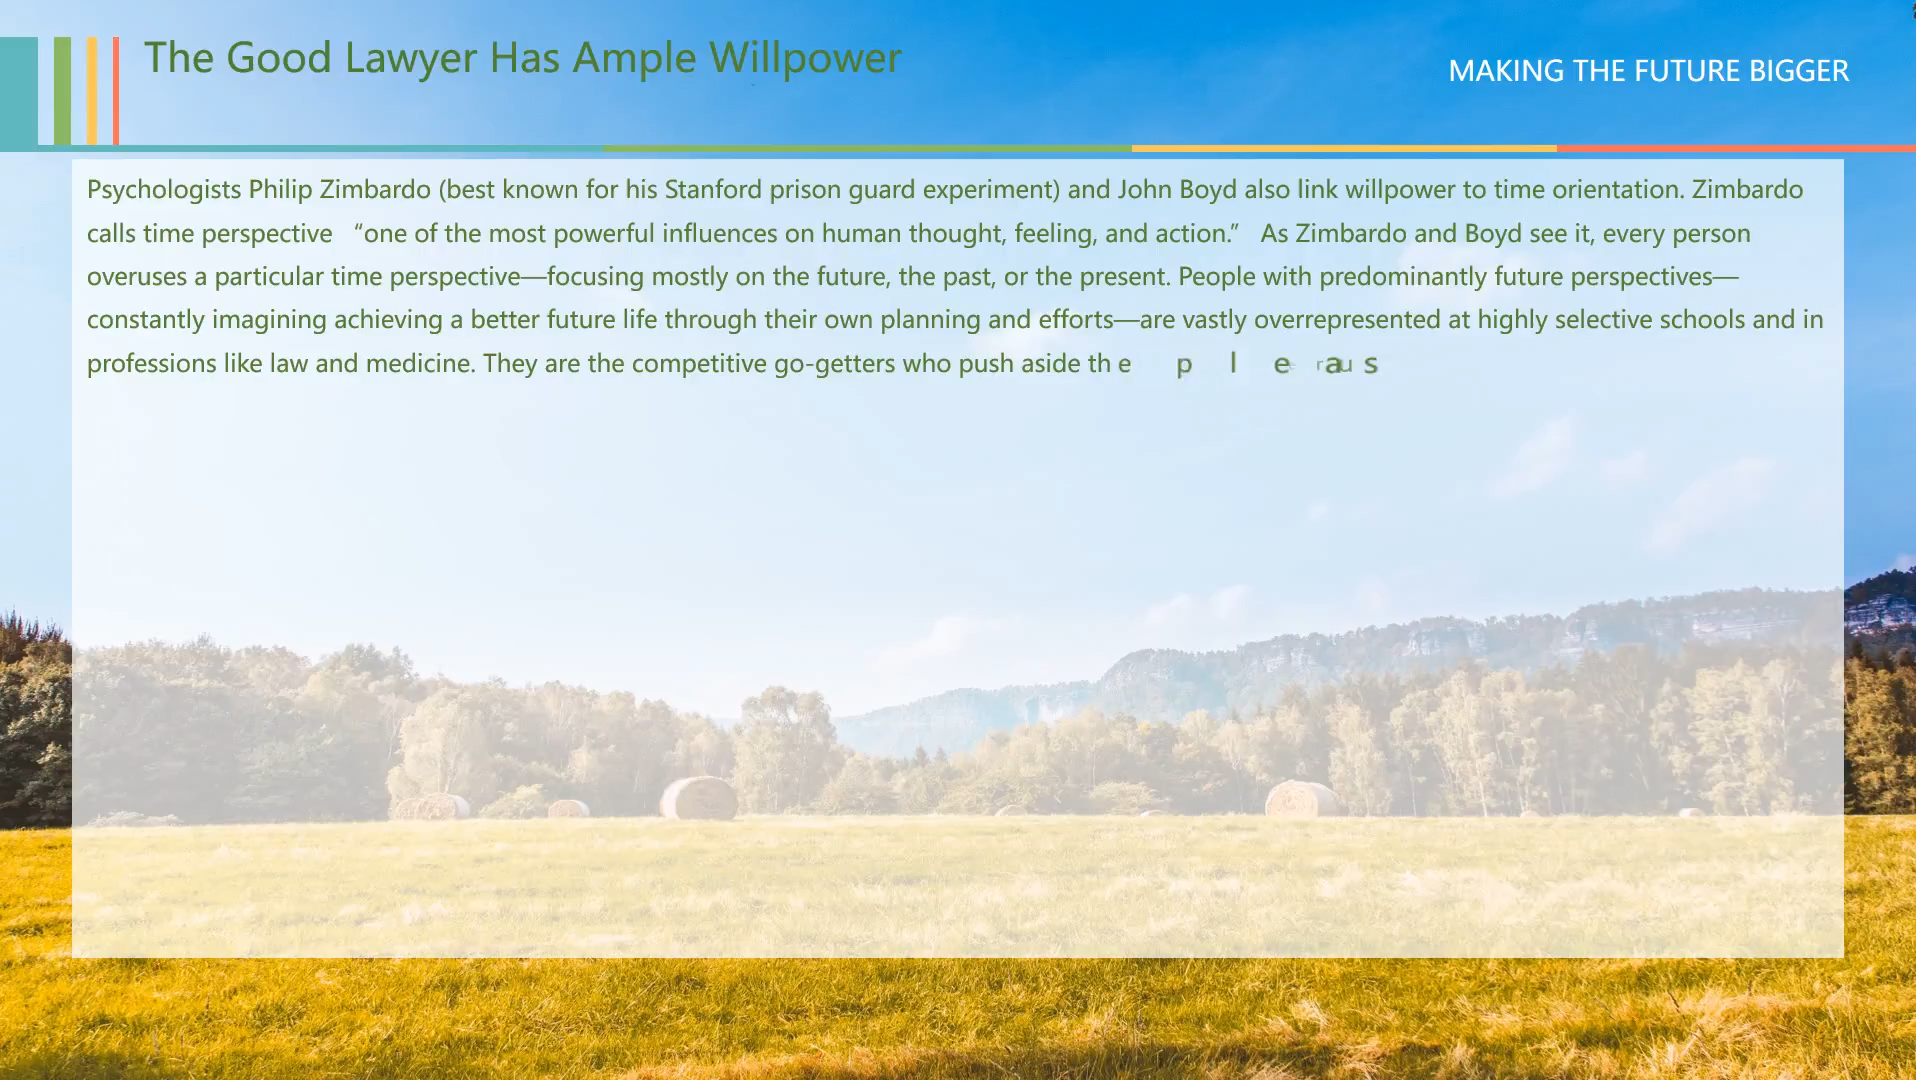 The Good Lawyer Has Ample Willpower
MAKING THE FUTURE BIGGER
Psychologists Philip Zimbardo (best known for his Stanford prison guard experiment) and John Boyd also link willpower to time orientation. Zimbardo
calls time perspective “one of the most powerful influences on human thought, feeling, and action.” As Zimbardo and Boyd see it, every person
overuses a particular time perspective—focusing mostly on the future, the past, or the present. People with predominantly future perspectives—
constantly imagining achieving a better future life through their own planning and efforts—are vastly overrepresented at highly selective schools and in
professions like law and medicine. They are the competitive go-getters who push aside the